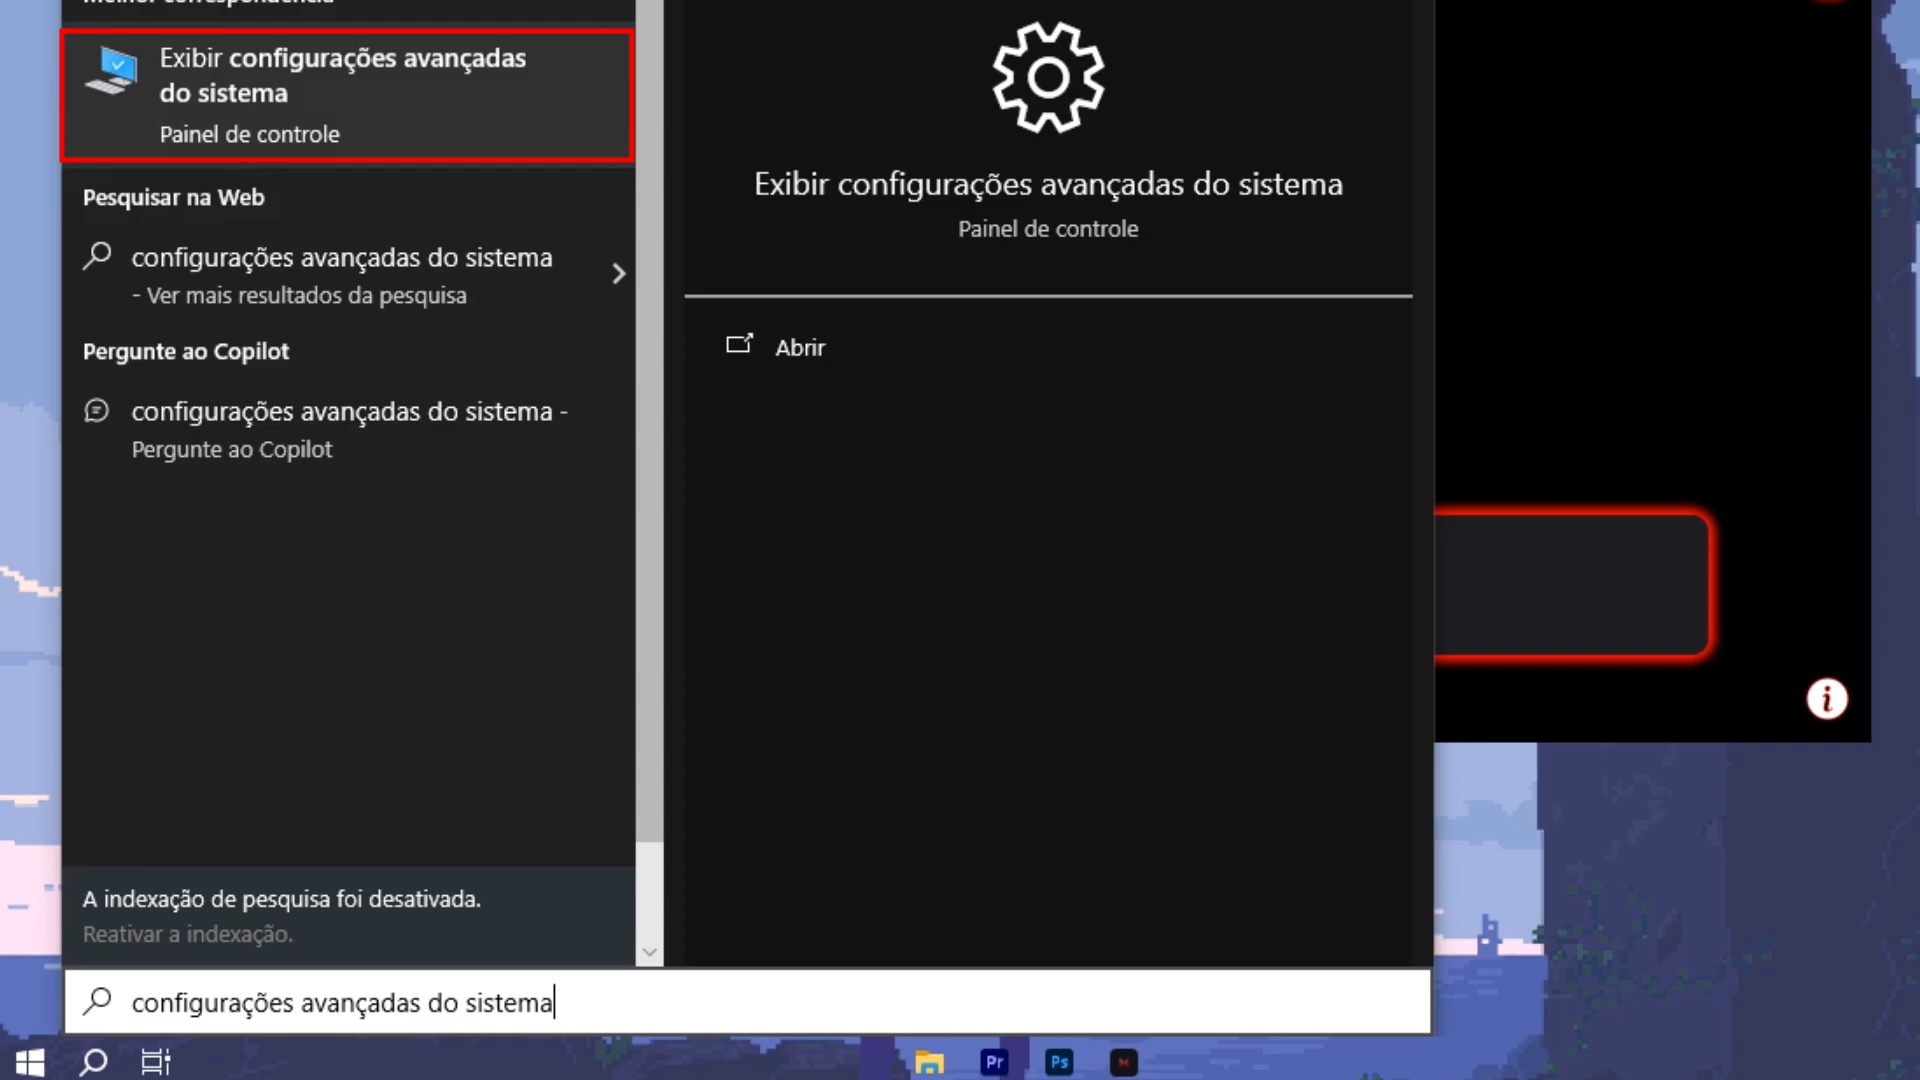 Melhor correspondência
Exibir configurações avançadas
do sistema
Painel de controle
Pesquisar na Web
configurações avançadas do sistema
- Ver mais resultados da pesquisa
Pergunte ao Copilot
configurações avançadas do sistema -
Pergunte ao Copilot
A indexação de pesquisa foi desativada.
Reativar a indexação.
configurações avançadas do sistema
Exibir configurações avançadas do sistema
Painel de controle
Abrir
i
Pr
Ps
M